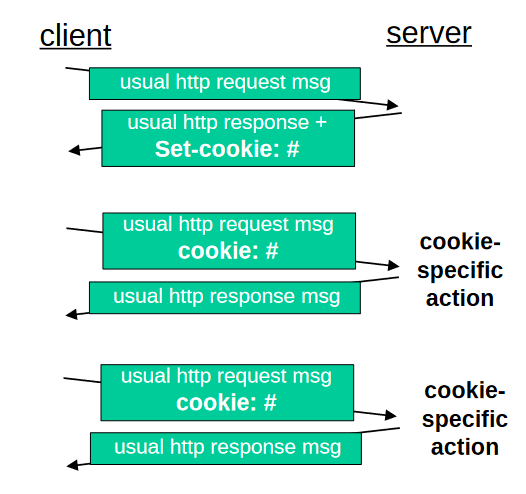 client
server
usual http request msg
usual http response +
Set-cookie: #
usual http request msg
cookie: #
cookie-
specific
action
usual http response msg
usual http request msg
cookie: #
cookie-
specific
action
usual http response msg